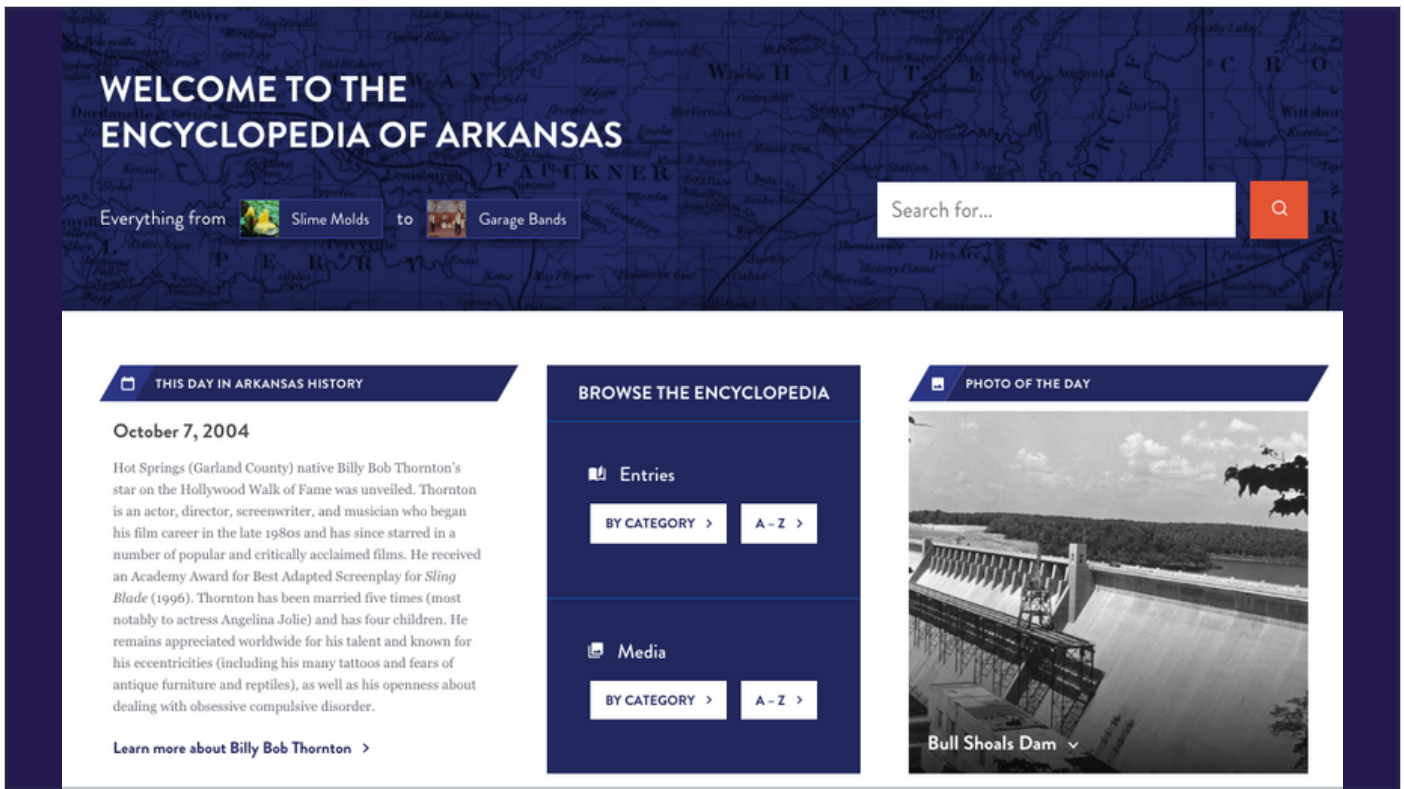 WELCOME TO THE
ENCYCLOPEDIA OF ARKANSAS
Everything from Slime Molds to Garage Bands
Search for...
THIS DAY IN ARKANSAS HISTORY
October 7, 2004
Hot Springs (Garland County) native Billy Bob Thornton's
star on the Hollywood Walk of Fame was unveiled. Thornton
is an actor, director, screenwriter, and musician who began
his film career in the late 1980s and has since starred in a
number of popular and critically acclaimed films. He received
an Academy Award for Best Adapted Screenplay for Sling
Blade (1996). Thornton has been married five times (most
notably to actress Angelina Jolie) and has four children. He
remains appreciated worldwide for his talent and known for
his eccentricities (including his many tattoos and fears of
antique furniture and reptiles), as well as his openness about
dealing with obsessive compulsive disorder.
Learn more about Billy Bob Thornton
BROWSE THE ENCYCLOPEDIA
Entries
BY CATEGORY
A – Z
Media
BY CATEGORY
A – Z
PHOTO OF THE DAY
Bull Shoals Dam
FAULKNER
PERRY
WHITE
Augusta
Des Arc
Searcy